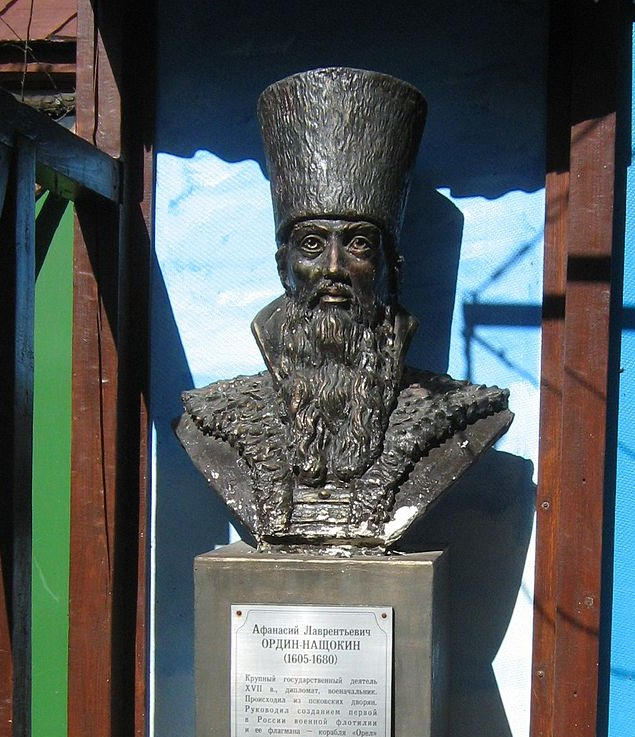 Афанасий Лаврентьевич
ОРДИН-НАЩОКИН
(1605-1680)
Крупный государственный деятель
XVII в., дипломат, военачальник.
Происходил из псковских дворян.
Руководил созданием первой
в России военной флотилии
и ее флагмана — корабля «Орел»